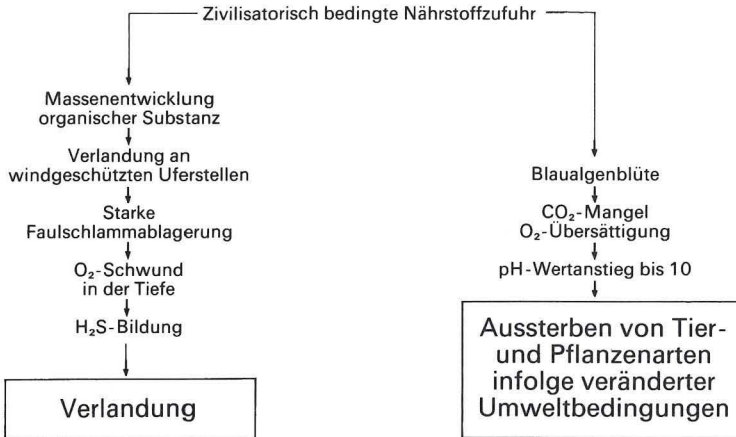 Zivilisatorisch bedingte Nährstoffzufuhr
Massenentwicklung
organischer Substanz
Verlandung an
windgeschützten Uferstellen
Starke
Faulschlammablagerung
O₂-Schwund
in der Tiefe
H₂S-Bildung
Verlandung
Blaualgenblüte
CO₂-Mangel
O₂-Übersättigung
pH-Wertanstieg bis 10
Aussterben von Tier-
und Pflanzenarten
infolge veränderter
Umweltbedingungen